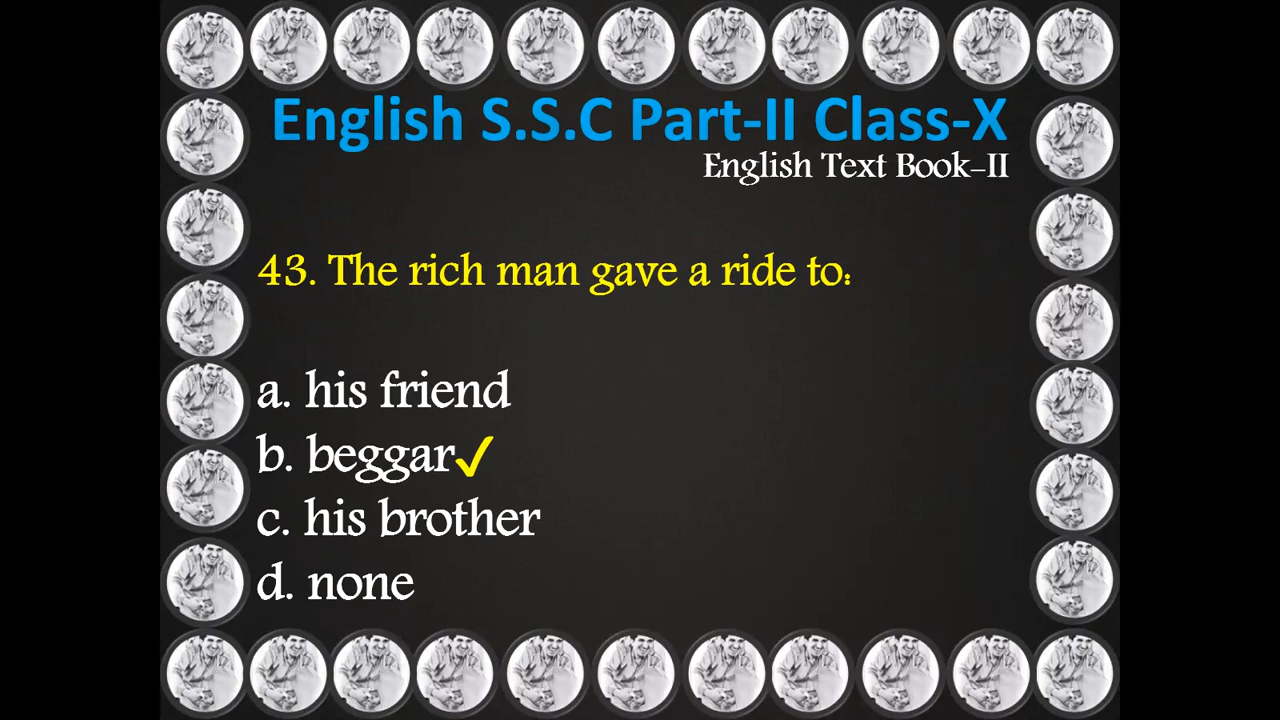 English S.S.C Part-II Class-X
English Text Book-II
43. The rich man gave a ride to:
a. his friend
b. beggar✓
c. his brother
d. none